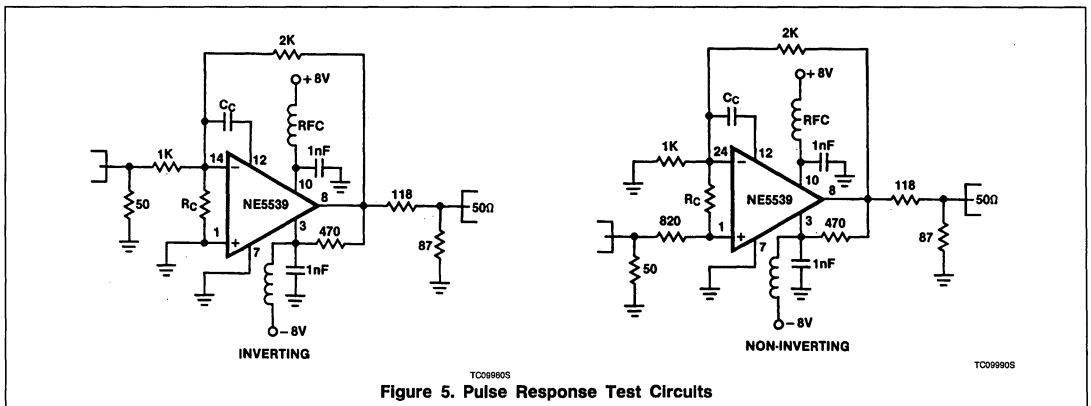 2K
+ 8V
CC
RFC
1nF
1K
14
−
12
10
8
118
50Ω
50
RC
NE5539
3
470
87
1
+
7
1nF
− 8V
INVERTING
TC09980S
2K
+ 8V
CC
RFC
1nF
1K
24
−
12
10
8
118
50Ω
RC
NE5539
3
470
87
820
1
+
7
50
1nF
− 8V
NON-INVERTING
TC09990S
Figure 5. Pulse Response Test Circuits